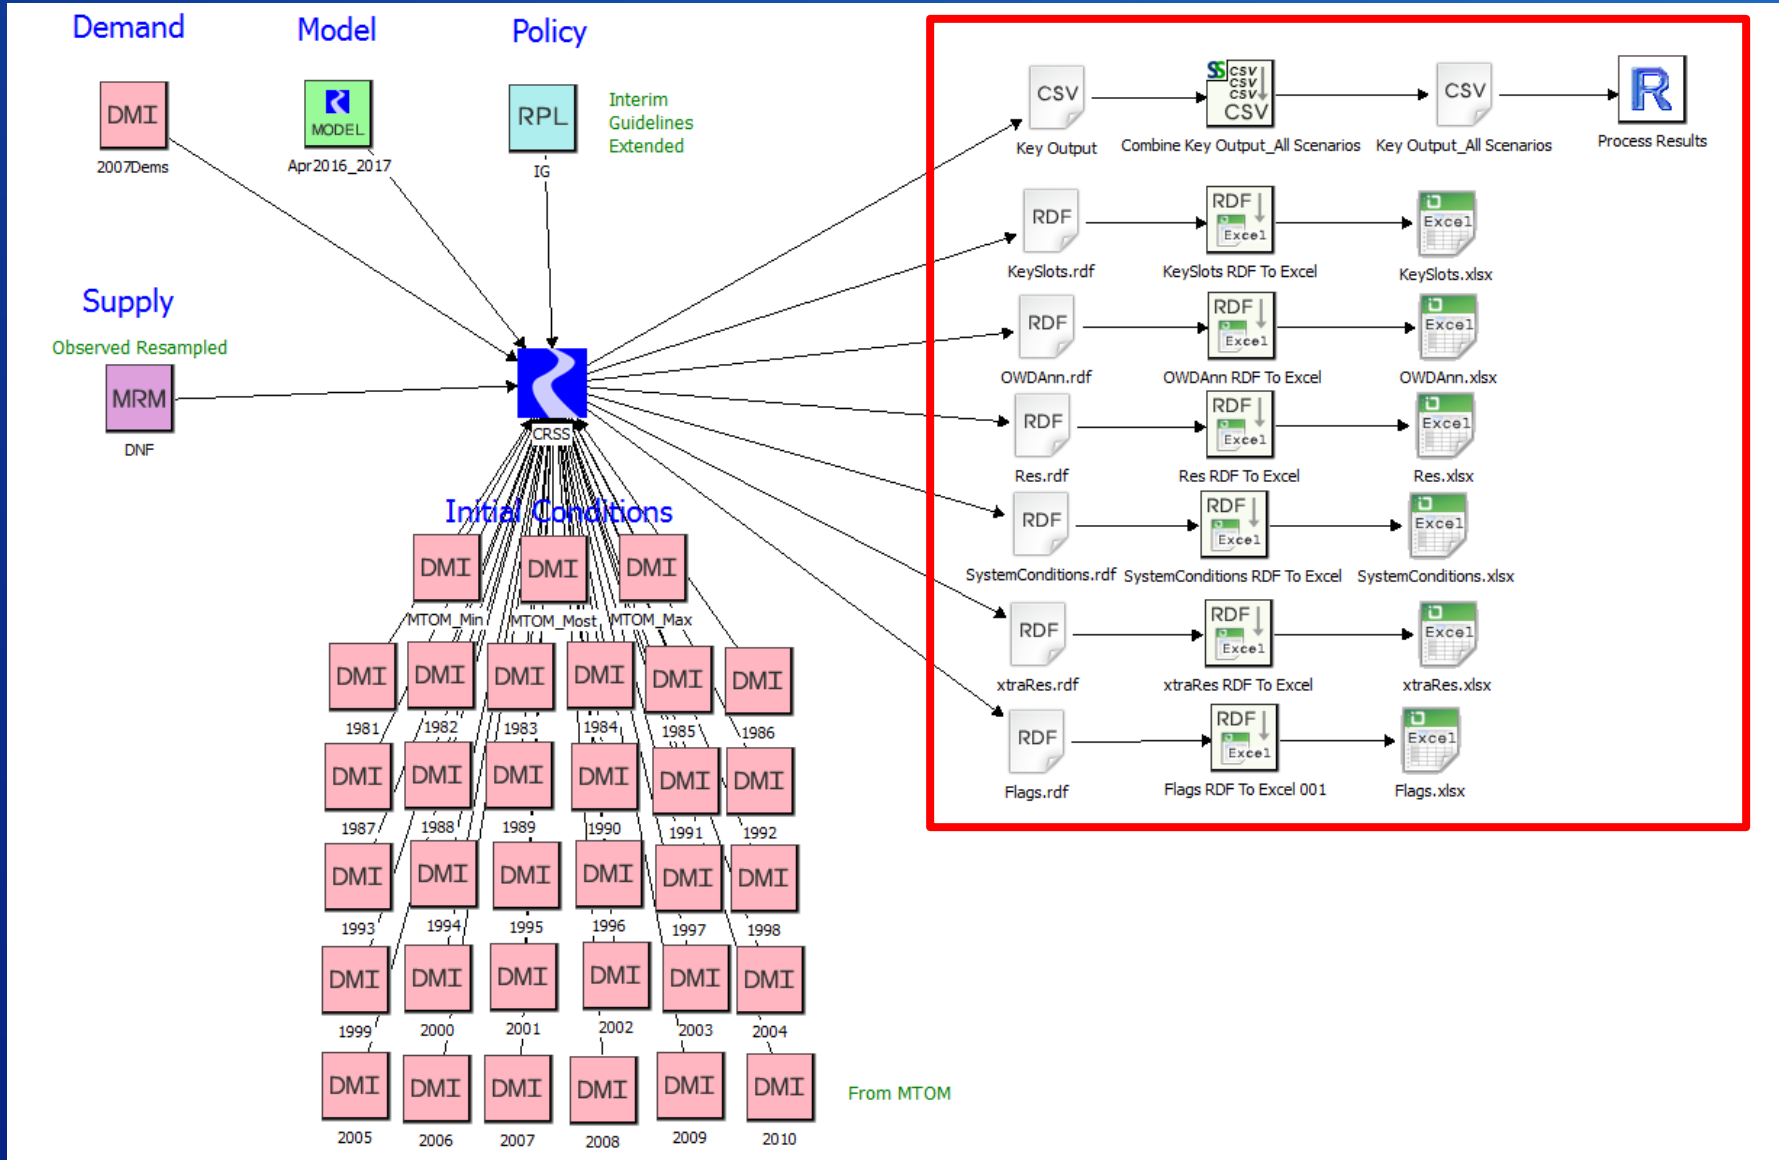 Demand
Model
Policy
DMI
2007Dems
MODEL
Apr2016_2017
RPL
IG
Interim
Guidelines
Extended
Supply
Observed Resampled
MRM
DNF
CRSS
Initial Conditions
DMI
MTOM_Min
DMI
MTOM_Most
DMI
MTOM_Max
DMI DMI DMI DMI DMI DMI
1981 1982 1983 1984 1985 1986
DMI DMI DMI DMI DMI DMI
1987 1988 1989 1990 1991 1992
DMI DMI DMI DMI DMI DMI
1993 1994 1995 1996 1997 1998
DMI DMI DMI DMI DMI DMI
1999 2000 2001 2002 2003 2004
DMI DMI DMI DMI DMI DMI
2005 2006 2007 2008 2009 2010
From MTOM
CSV
Key Output
SS CSV
CSV
CSV
CSV
Combine Key Output_All Scenarios
CSV
Key Output_All Scenarios
R
Process Results
RDF
KeySlots.rdf
RDF
Excel
KeySlots RDF To Excel
Excel
KeySlots.xlsx
RDF
OWDAnn.rdf
RDF
Excel
OWDAnn RDF To Excel
Excel
OWDAnn.xlsx
RDF
Res.rdf
RDF
Excel
Res RDF To Excel
Excel
Res.xlsx
RDF
SystemConditions.rdf
RDF
Excel
SystemConditions RDF To Excel
Excel
SystemConditions.xlsx
RDF
xtraRes.rdf
RDF
Excel
xtraRes RDF To Excel
Excel
xtraRes.xlsx
RDF
Flags.rdf
RDF
Excel
Flags RDF To Excel 001
Excel
Flags.xlsx